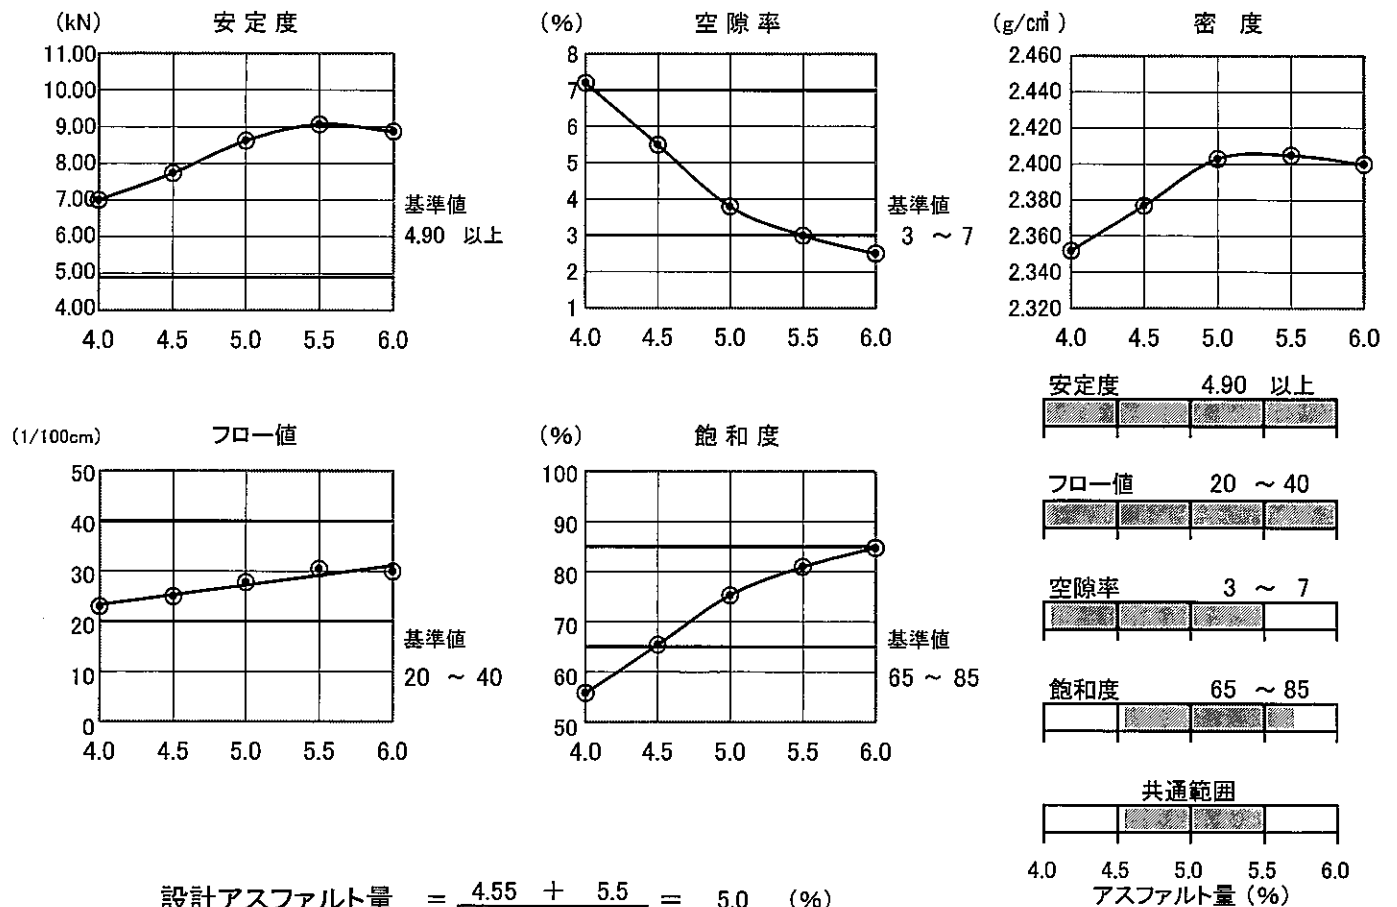 (kN) 安定度
11.00
10.00
9.00
8.00
7.00
6.00
5.00
4.00
4.0 4.5 5.0 5.5 6.0
基準値
4.90 以上
(%) 空隙率
8
7
6
5
4
3
2
1
4.0 4.5 5.0 5.5 6.0
基準値
3 ～ 7
(g/cm³) 密度
2.460
2.440
2.420
2.400
2.380
2.360
2.340
2.320
4.0 4.5 5.0 5.5 6.0
(1/100cm) フロー値
50
40
30
20
10
0
4.0 4.5 5.0 5.5 6.0
基準値
20 ～ 40
(%) 飽和度
100
90
80
70
60
50
4.0 4.5 5.0 5.5 6.0
基準値
65 ～ 85
安定度 4.90 以上
フロー値 20 ～ 40
空隙率 3 ～ 7
飽和度 65 ～ 85
共通範囲
4.0 4.5 5.0 5.5 6.0
アスファルト量 (%)
設計アスファルト量 = 4.55 + 5.5 = 5.0 (%)